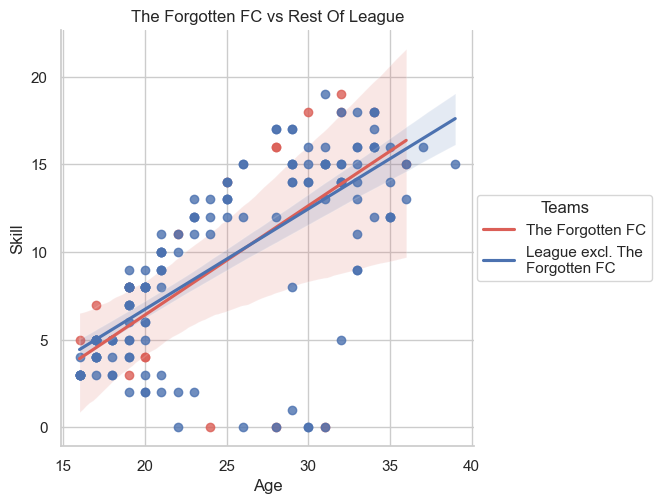 The Forgotten FC vs Rest Of League
Skill
20
15
10
5
0
15
20
25
30
35
40
Age
Teams
The Forgotten FC
League excl. The
Forgotten FC